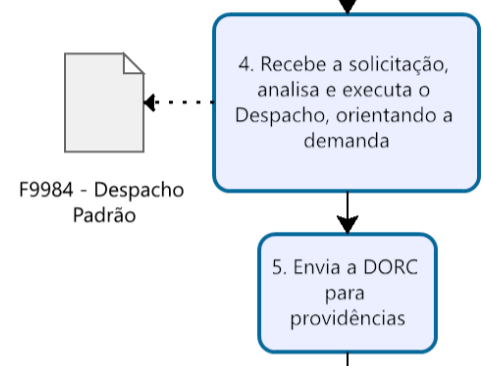 4. Recebe a solicitação,
analisa e executa o
Despacho, orientando a
demanda
F9984 - Despacho
Padrão
5. Envia a DORC
para
providências